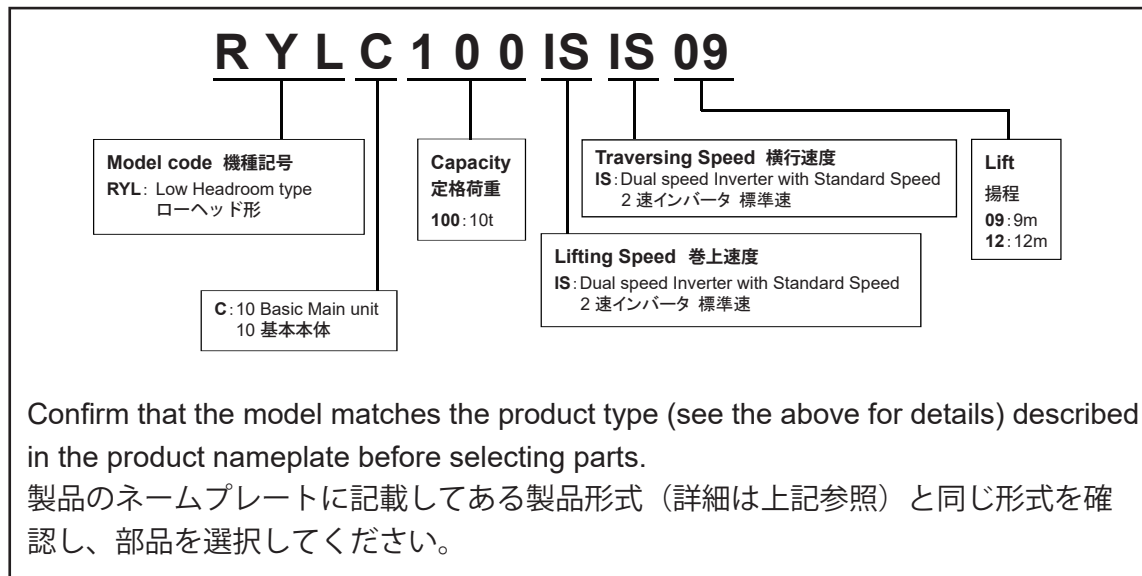 R Y L C 1 0 0 IS IS 09
Model code 機種記号
RYL: Low Headroom type
ローヘッド形
Capacity
定格荷重
100:10t
Traversing Speed 横行速度
IS:Dual speed Inverter with Standard Speed
2 速インバータ 標準速
Lift
揚程
09:9m
12:12m
Lifting Speed 巻上速度
IS:Dual speed Inverter with Standard Speed
2 速インバータ 標準速
C:10 Basic Main unit
10 基本本体
Confirm that the model matches the product type (see the above for details) described
in the product nameplate before selecting parts.
製品のネームプレートに記載してある製品形式（詳細は上記参照）と同じ形式を確
認し、部品を選択してください。